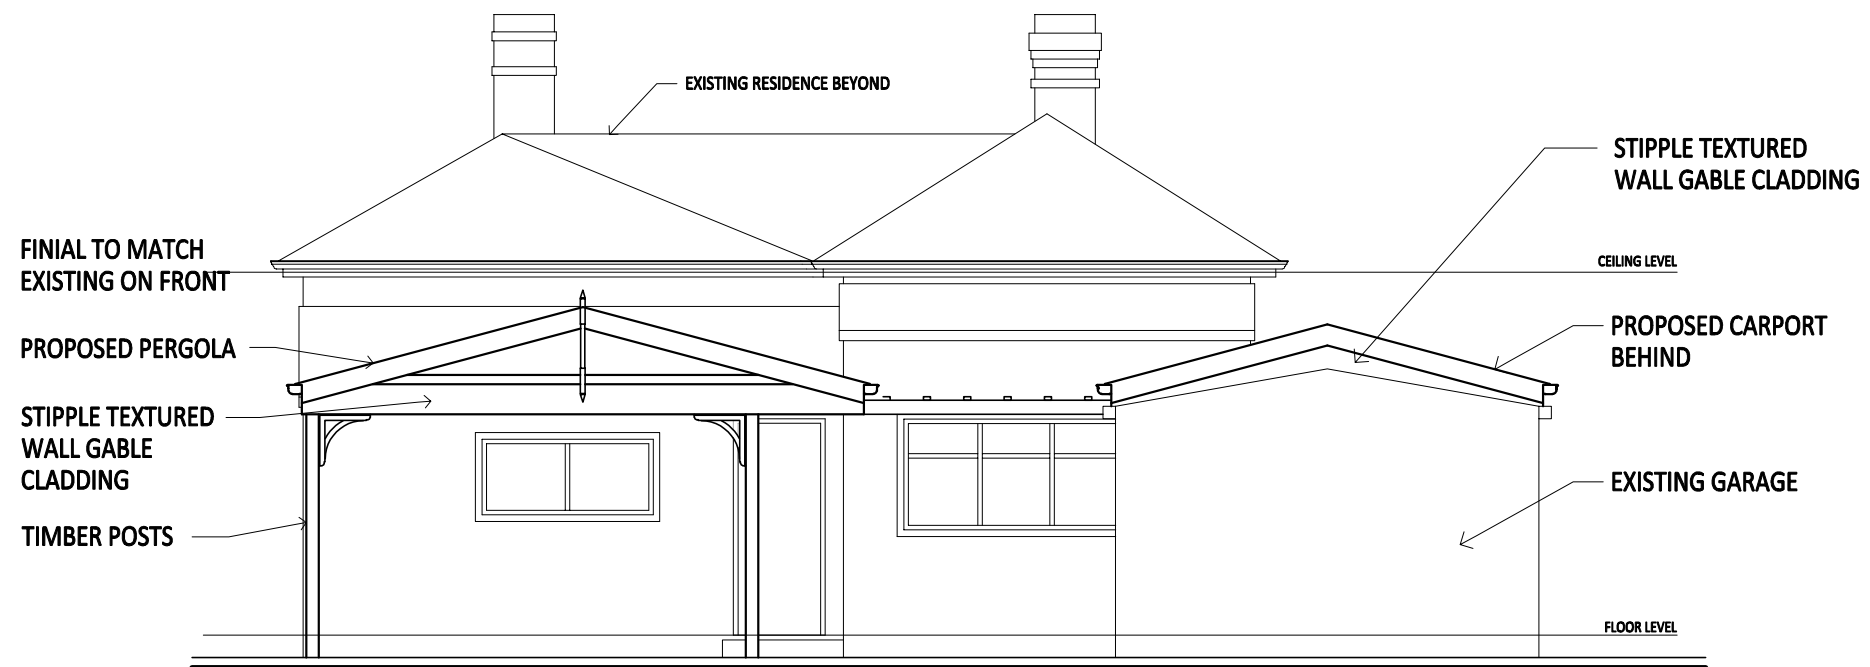 EXISTING RESIDENCE BEYOND
STIPPLE TEXTURED
WALL GABLE CLADDING
FINIAL TO MATCH
EXISTING ON FRONT
CEILING LEVEL
PROPOSED PERGOLA
PROPOSED CARPORT
BEHIND
STIPPLE TEXTURED
WALL GABLE
CLADDING
EXISTING GARAGE
TIMBER POSTS
FLOOR LEVEL